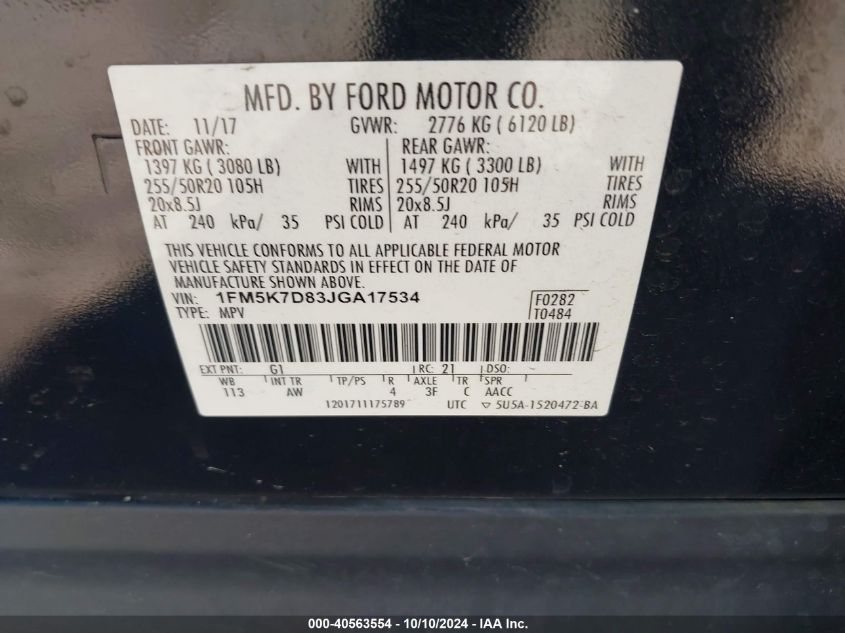 MFD. BY FORD MOTOR CO.
DATE: 11/17 GVWR: 2776 KG ( 6120 LB)
FRONT GAWR: REAR GAWR:
1397 KG ( 3080 LB) WITH 1497 KG ( 3300 LB) WITH
255/50R20 105H TIRES 255/50R20 105H TIRES
20x8.5J RIMS 20x8.5J RIMS
AT 240 kPa/ 35 PSI COLD AT 240 kPa/ 35 PSI COLD
THIS VEHICLE CONFORMS TO ALL APPLICABLE FEDERAL MOTOR
VEHICLE SAFETY STANDARDS IN EFFECT ON THE DATE OF
MANUFACTURE SHOWN ABOVE.
VIN: 1FM5K7D83JGA17534 F0282
TYPE: MPV T0484
EXT PNT: G1 RC: 21 DSO:
WB INT TR TP/PS R AXLE TR SPR
113 AW 4 3F C AACC
1201711175789 UTC ▽ 5U5A-1520472-BA
000-40563554 - 10/10/2024 - IAA Inc.